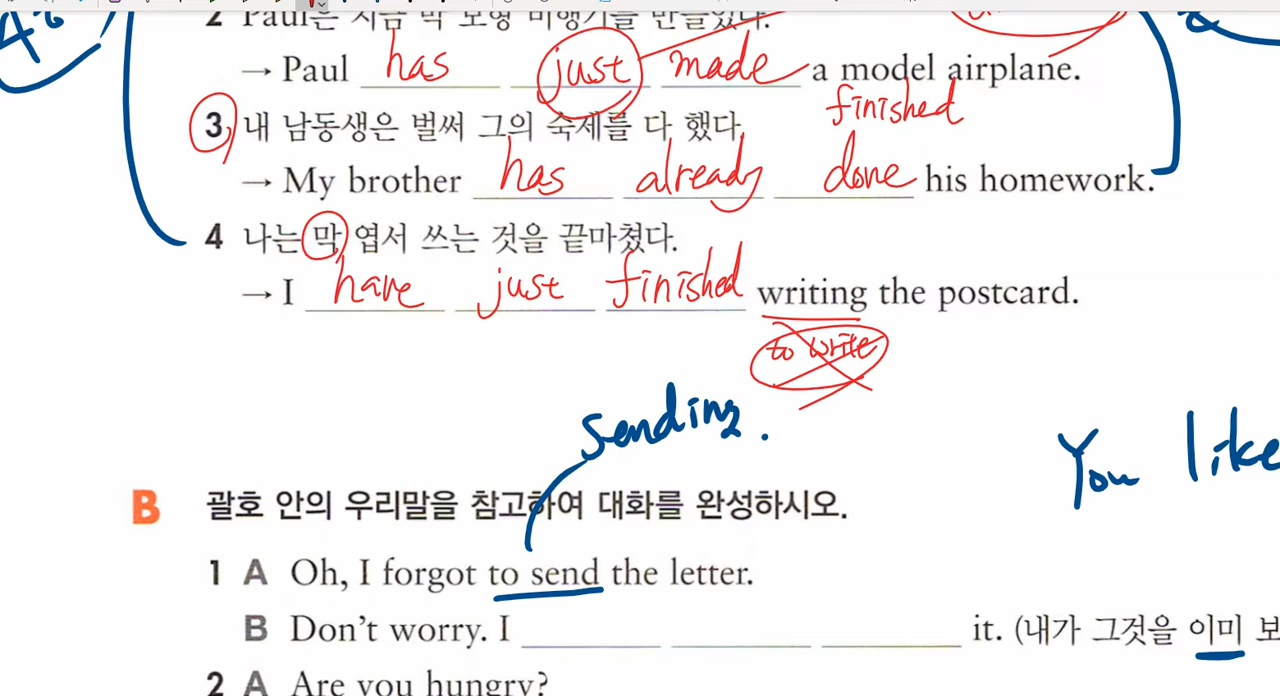 2 Paul은 지금 막 모형 비행기를 만들었다.
→ Paul has just made a model airplane.
finished
3, 내 남동생은 벌써 그의 숙제를 다 했다.
→ My brother has already done his homework.
4 나는 막 엽서 쓰는 것을 끝마쳤다.
→ I have just finished writing the postcard.
to write
sending.
You like
B 괄호 안의 우리말을 참고하여 대화를 완성하시오.
1 A Oh, I forgot to send the letter.
B Don't worry. I ___ ___ ___ it. (내가 그것을 이미 보
2 A Are you hungry?